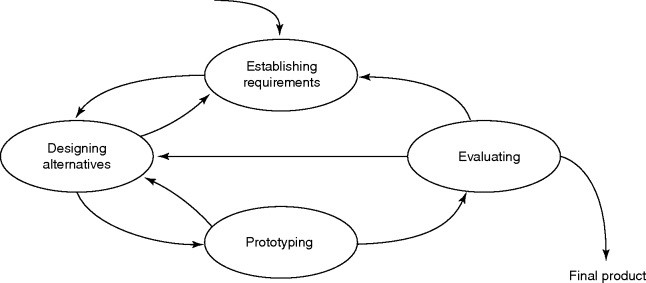 Establishing
requirements
Designing
alternatives
Evaluating
Prototyping
Final product